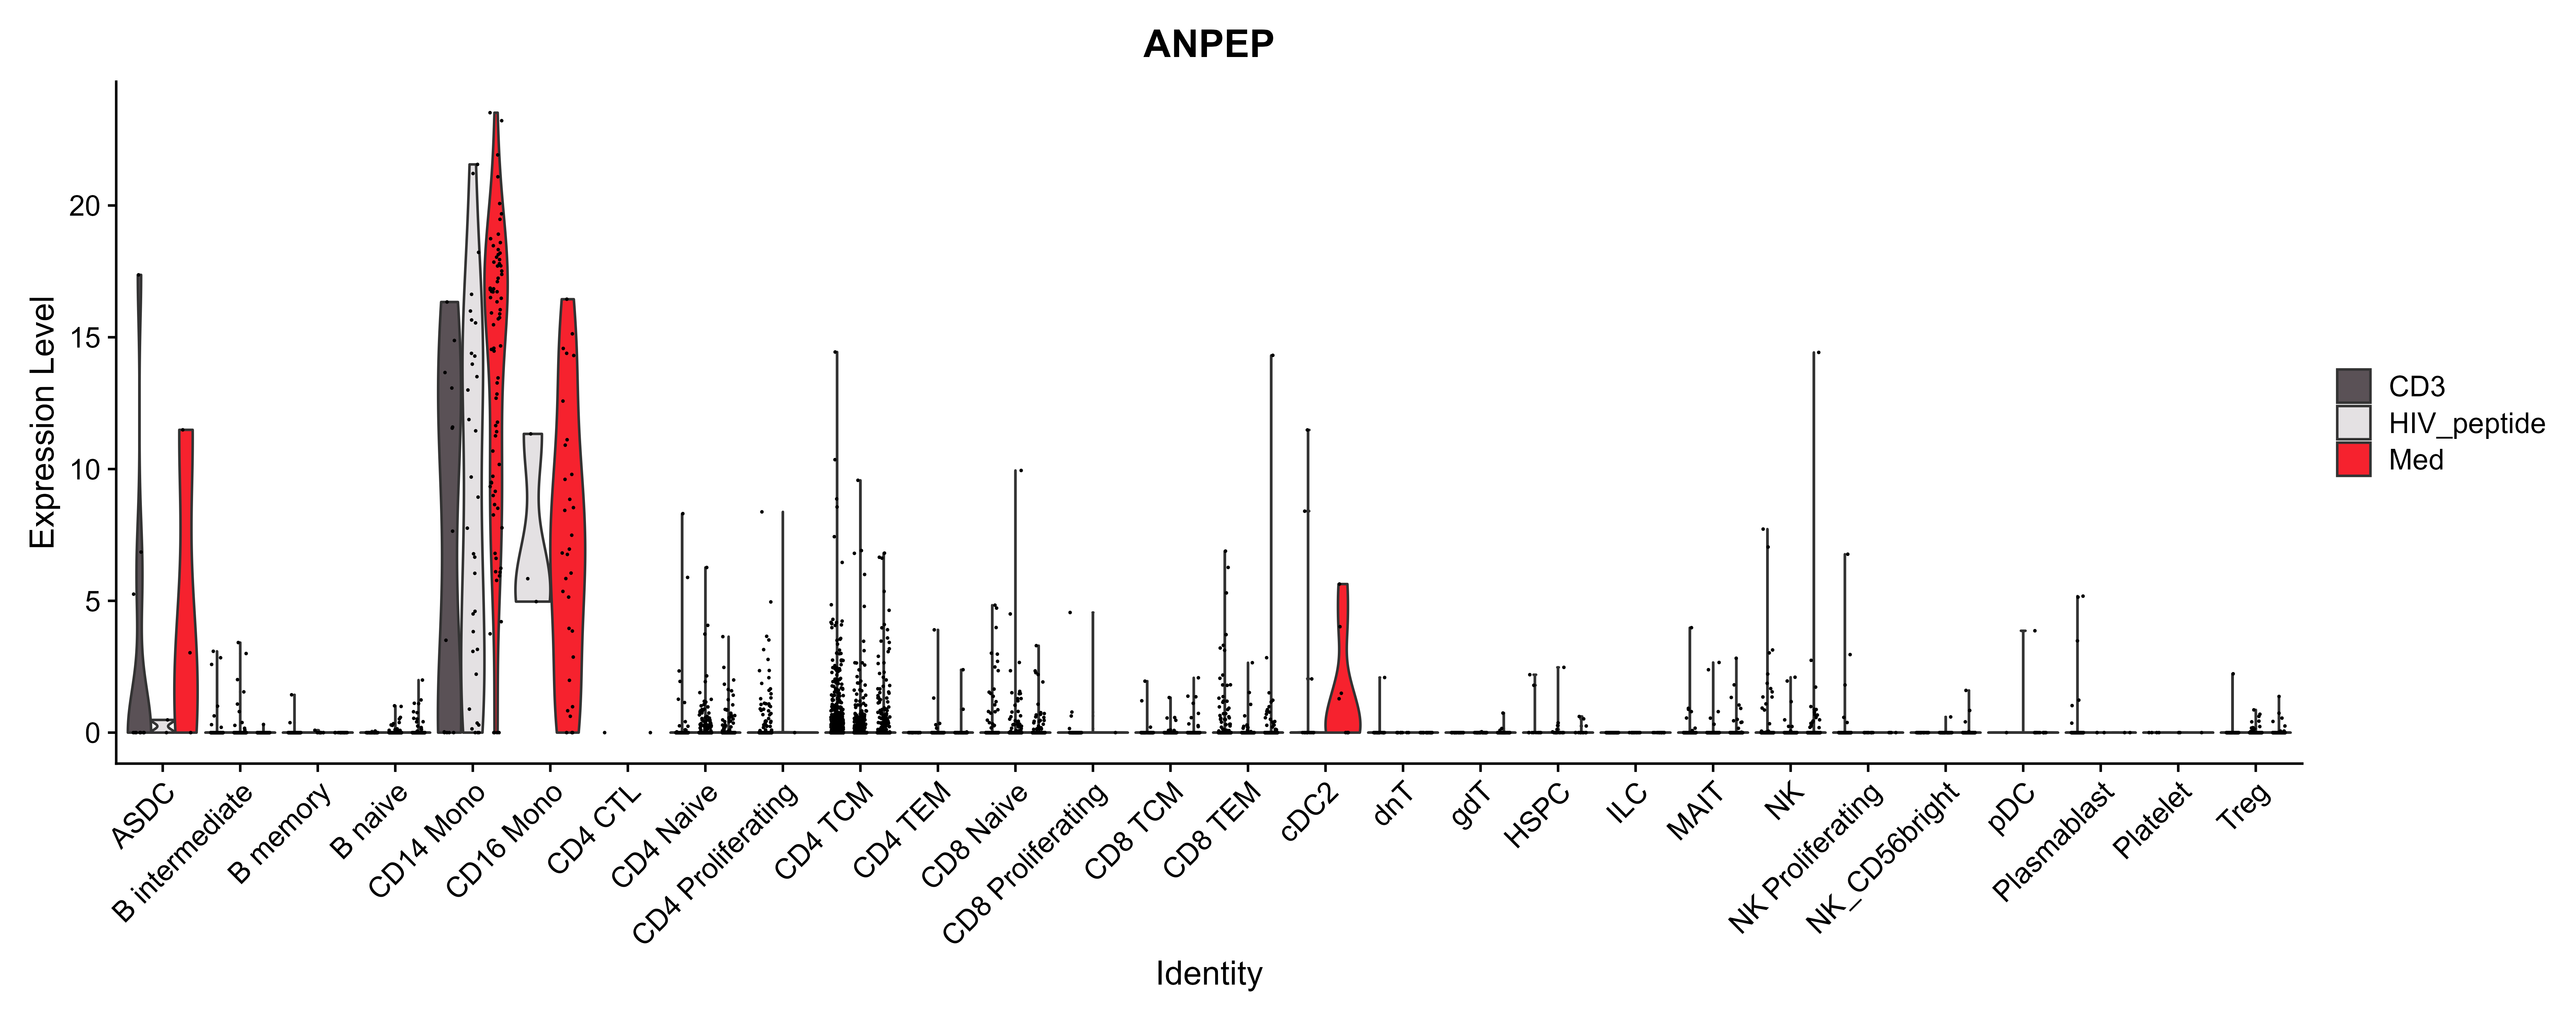 ANPEP
Expression Level
20
15
10
5
0
CD3
HIV_peptide
Med
ASDC
B intermediate
B memory
B naive
CD14 Mono
CD16 Mono
CD4 CTL
CD4 Naive
CD4 Proliferating
CD4 TCM
CD4 TEM
CD8 Naive
CD8 Proliferating
CD8 TCM
CD8 TEM
cDC2
dnT
gdT
HSPC
ILC
MAIT
NK
NK Proliferating
NK_CD56bright
pDC
Plasmablast
Platelet
Treg
Identity